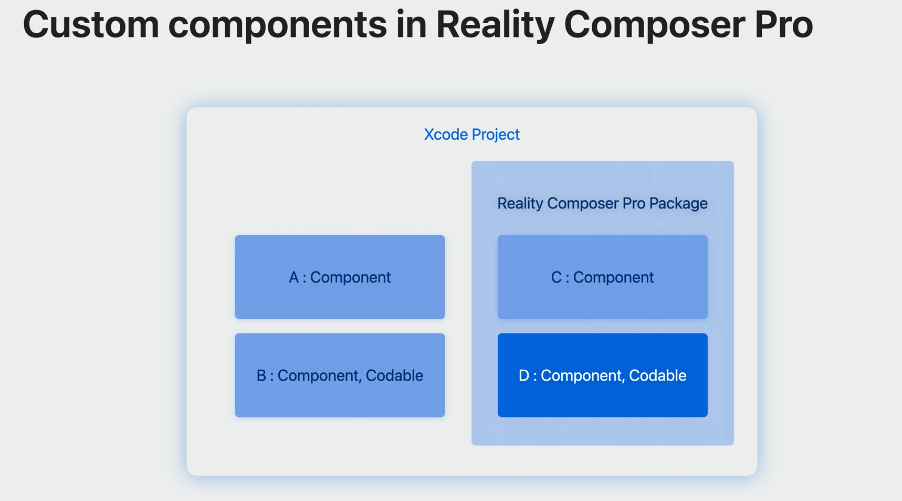 Custom components in Reality Composer Pro
Xcode Project
Reality Composer Pro Package
A : Component
C : Component
B : Component, Codable
D : Component, Codable